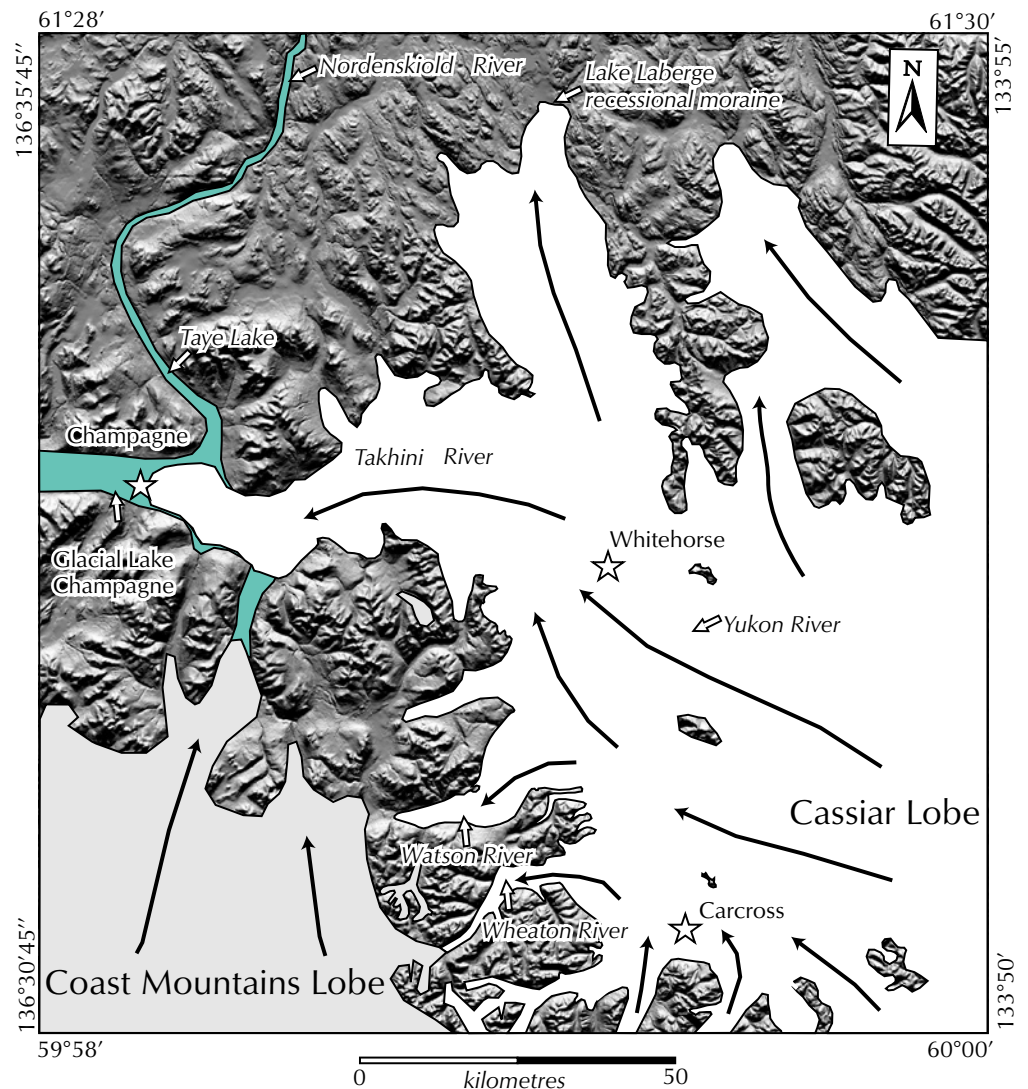 61°28′
61°30′
136°35′45″
133°55′
Nordenskiold River
Lake Laberge
recessional moraine
N
Taye Lake
Champagne
Takhini River
Glacial Lake
Champagne
Whitehorse
Yukon River
Cassiar Lobe
Watson River
Wheaton River
Carcross
Coast Mountains Lobe
136°30′45″
133°50′
59°58′
60°00′
0
50
kilometres